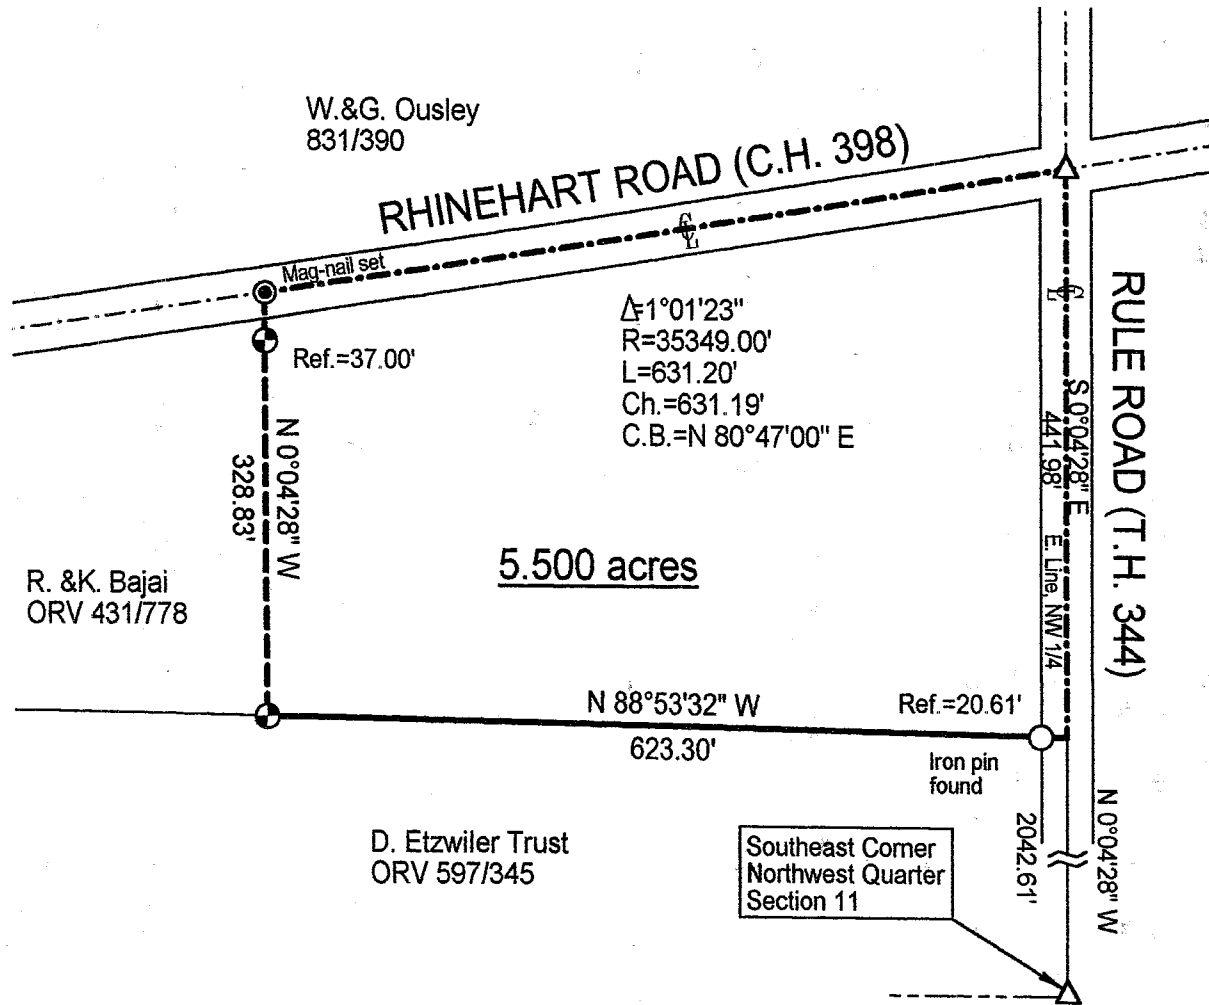 W.&G. Ousley
831/390
RHINEHART ROAD (C.H. 398)
Mag-nail set
Ref.=37.00'
Δ=1°01'23"
R=35349.00'
L=631.20'
Ch.=631.19'
C.B.=N 80°47'00" E
CL
CL
RULE ROAD (T.H. 344)
S 0°04'28" E
441.98'
E. Line, NW 1/4
N 0°04'28" W
328.83'
5.500 acres
R. &K. Bajai
ORV 431/778
N 88°53'32" W
623.30'
Ref.=20.61'
Iron pin
found
D. Etzwiler Trust
ORV 597/345
Southeast Corner
Northwest Quarter
Section 11
N 0°04'28" W
2042.61'